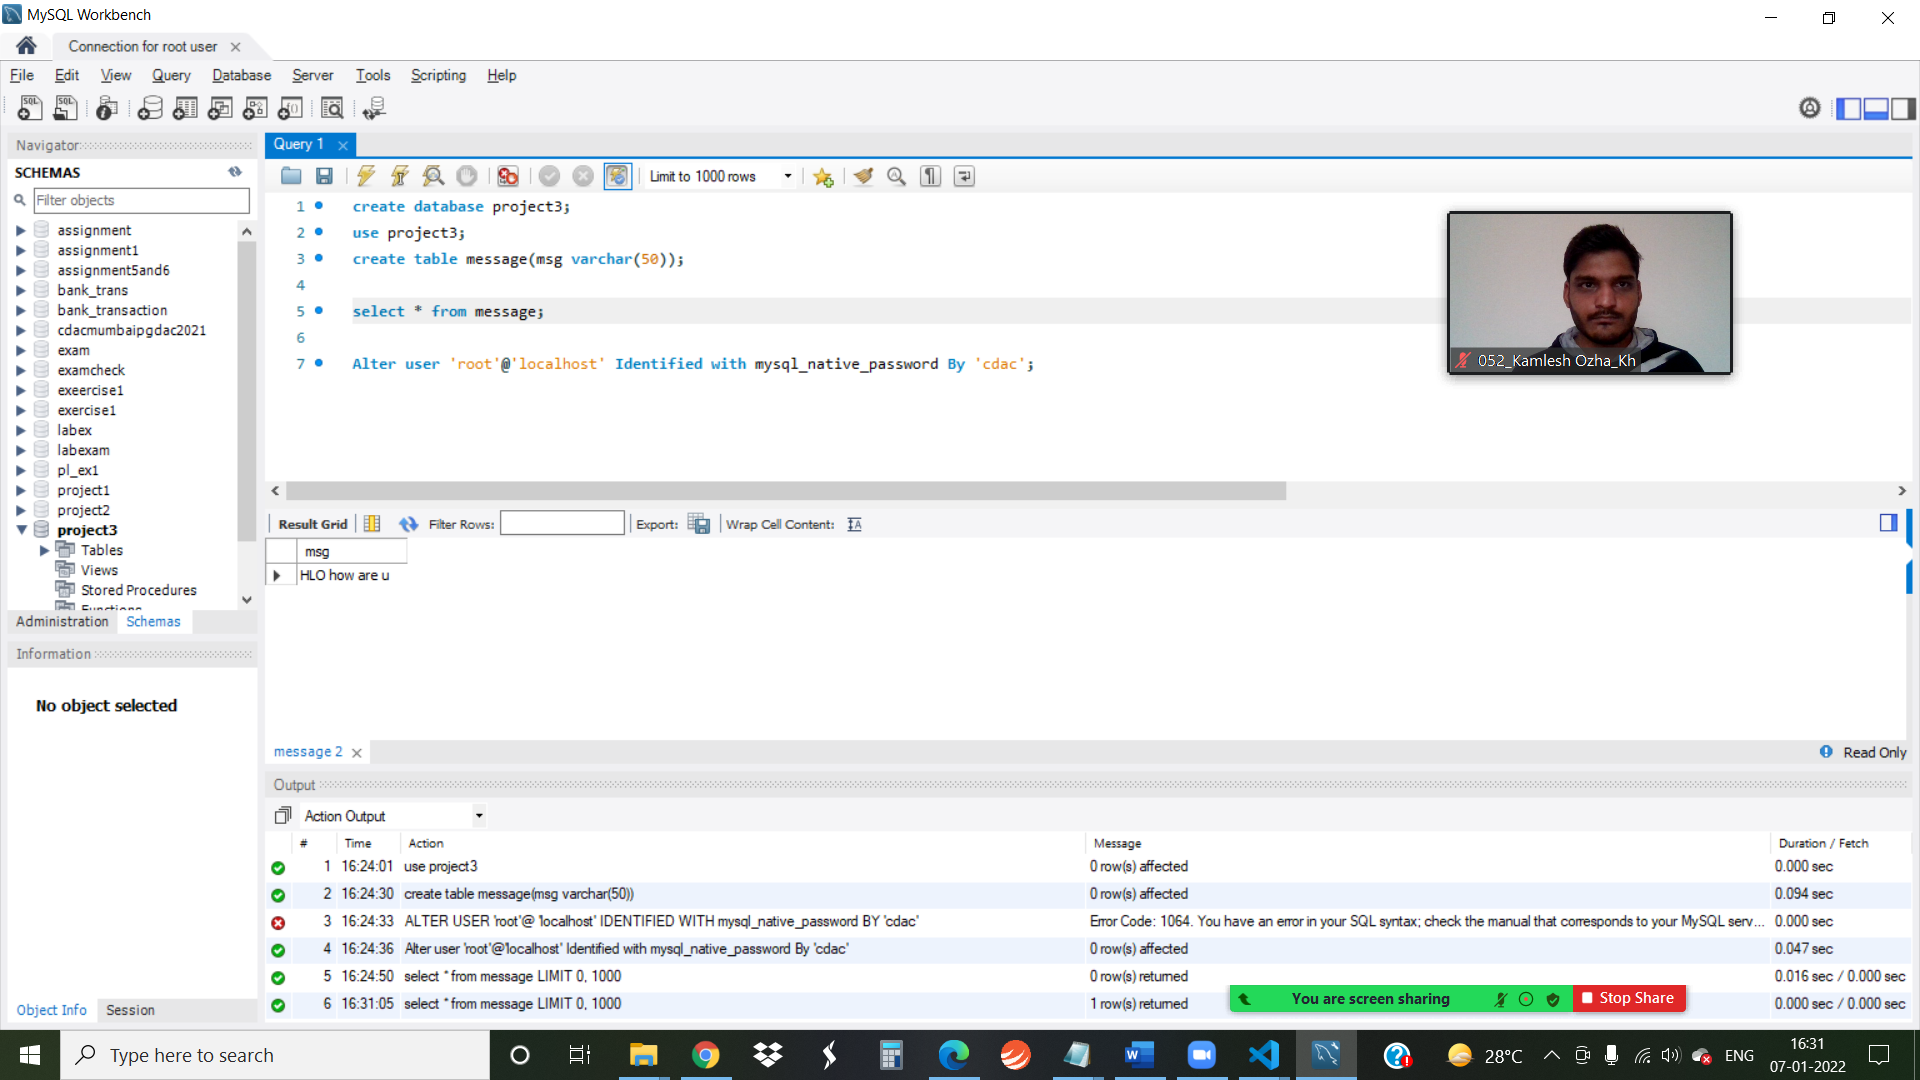 MySQL Workbench
Connection for root user
File Edit View Query Database Server Tools Scripting Help
Navigator
SCHEMAS
Filter objects
assignment
assignment1
assignment5and6
bank_trans
bank_transaction
cdacmumbaipgdac2021
exam
examcheck
exeercise1
exercise1
labex
labexam
pl_ex1
project1
project2
project3
Tables
Views
Stored Procedures
Functions
Administration Schemas
Information
No object selected
Object Info Session
Query 1
Limit to 1000 rows
1 create database project3;
2 use project3;
3 create table message(msg varchar(50));
4
5 select * from message;
6
7 Alter user 'root'@'localhost' Identified with mysql_native_password By 'cdac';
052_Kamlesh Ozha_Kh
Result Grid Filter Rows: Export: Wrap Cell Content:
msg
HLO how are u
message 2
Read Only
Output
Action Output
# Time Action Message Duration / Fetch
1 16:24:01 use project3 0 row(s) affected 0.000 sec
2 16:24:30 create table message(msg varchar(50)) 0 row(s) affected 0.094 sec
3 16:24:33 ALTER USER 'root'@ 'localhost' IDENTIFIED WITH mysql_native_password BY 'cdac' Error Code: 1064. You have an error in your SQL syntax; check the manual that corresponds to your MySQL serv... 0.000 sec
4 16:24:36 Alter user 'root'@'localhost' Identified with mysql_native_password By 'cdac' 0 row(s) affected 0.047 sec
5 16:24:50 select * from message LIMIT 0, 1000 0 row(s) returned 0.016 sec / 0.000 sec
6 16:31:05 select * from message LIMIT 0, 1000 1 row(s) returned 0.000 sec / 0.000 sec
You are screen sharing Stop Share
Type here to search
28°C
ENG
16:31
07-01-2022